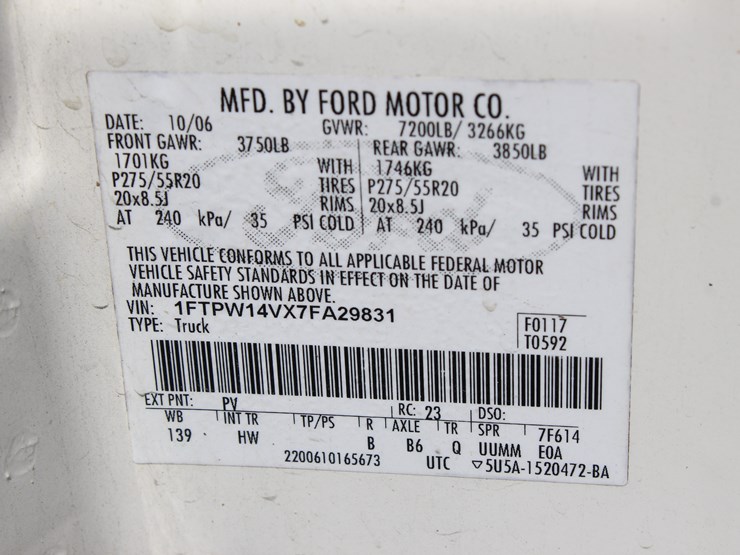 MFD. BY FORD MOTOR CO.
DATE: 10/06 GVWR: 7200LB/ 3266KG
FRONT GAWR: 3750LB REAR GAWR: 3850LB
1701KG WITH 1746KG WITH
P275/55R20 TIRES P275/55R20 TIRES
20x8.5J RIMS 20x8.5J RIMS
AT 240 kPa/ 35 PSI COLD AT 240 kPa/ 35 PSI COLD
Ford
THIS VEHICLE CONFORMS TO ALL APPLICABLE FEDERAL MOTOR
VEHICLE SAFETY STANDARDS IN EFFECT ON THE DATE OF
MANUFACTURE SHOWN ABOVE.
VIN: 1FTPW14VX7FA29831
TYPE: Truck
F0117
T0592
EXT PNT: PV RC: 23 DSO:
WB INT TR TP/PS R AXLE TR SPR 7F614
139 HW B B6 Q UUMM EOA
2200610165673 UTC ▽5U5A-1520472-BA